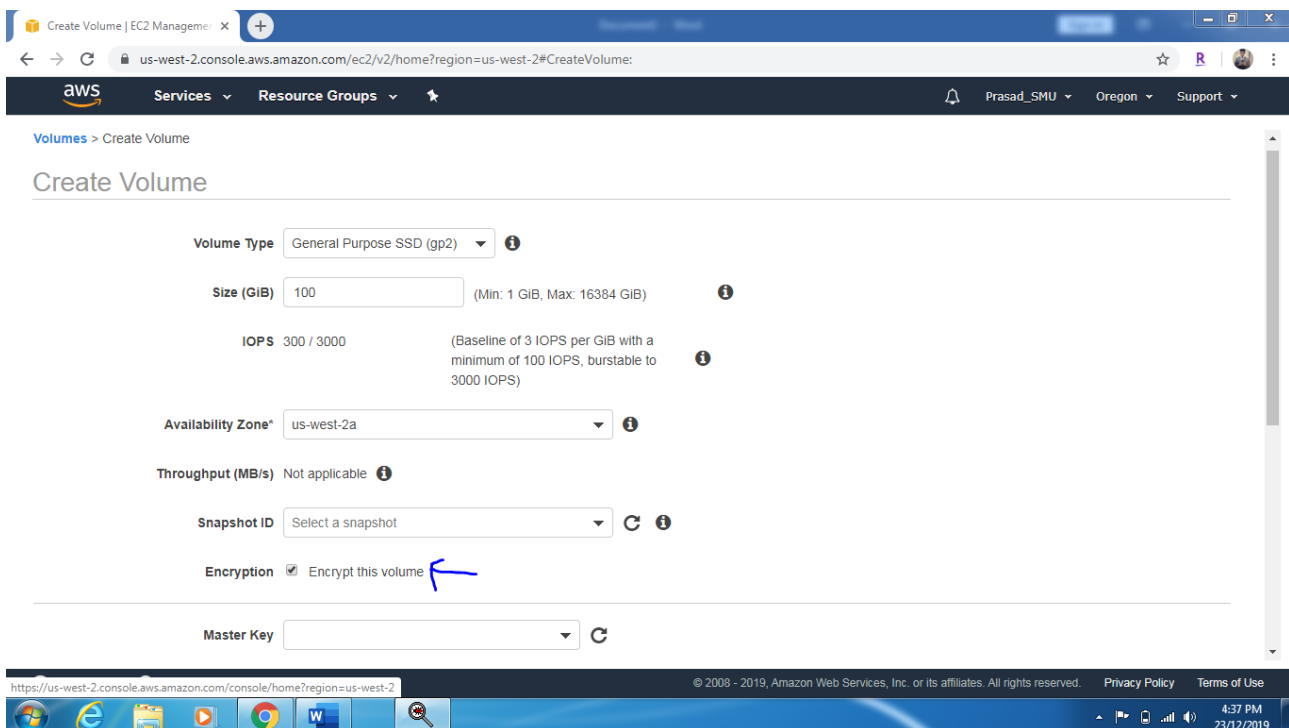 Create Volume | EC2 Managemer
Document1 - Word
Sign in
us-west-2.console.aws.amazon.com/ec2/v2/home?region=us-west-2#CreateVolume:
R
aws
Services
Resource Groups
Prasad_SMU
Oregon
Support
Volumes > Create Volume
Create Volume
Volume Type General Purpose SSD (gp2)
Size (GiB) 100 (Min: 1 GiB, Max: 16384 GiB)
IOPS 300 / 3000 (Baseline of 3 IOPS per GiB with a
minimum of 100 IOPS, burstable to
3000 IOPS)
Availability Zone* us-west-2a
Throughput (MB/s) Not applicable
Snapshot ID Select a snapshot
Encryption Encrypt this volume
Master Key
https://us-west-2.console.aws.amazon.com/console/home?region=us-west-2
© 2008 - 2019, Amazon Web Services, Inc. or its affiliates. All rights reserved. Privacy Policy Terms of Use
W
4:37 PM
23/12/2019